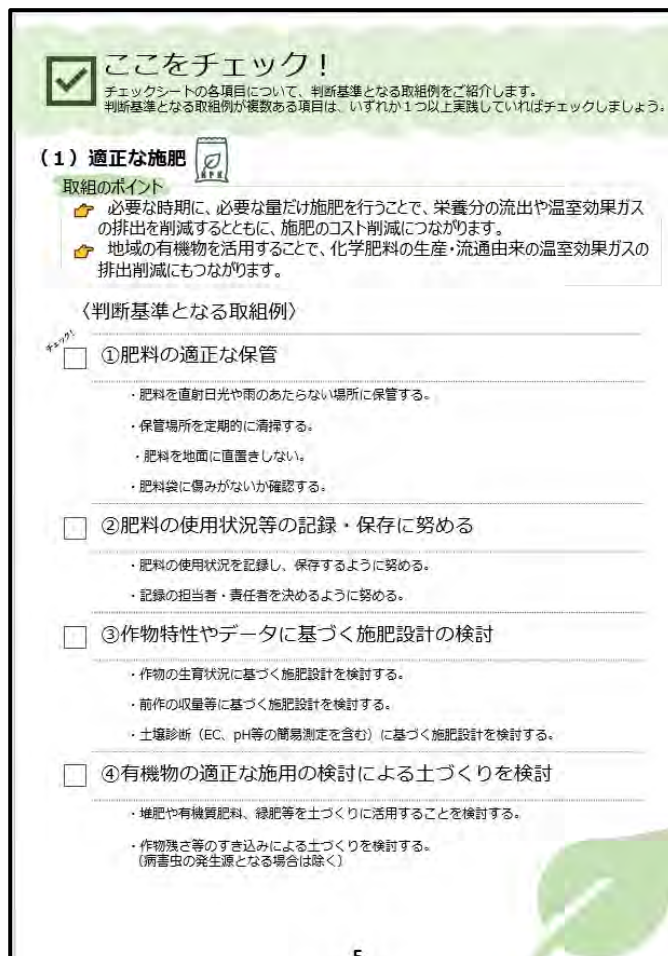 ここをチェック！
チェックシートの各項目について、判断基準となる取組例をご紹介します。
判断基準となる取組例が複数ある項目は、いずれか１つ以上実践していればチェックしましょう。
（１）適正な施肥
N P K
取組のポイント
必要な時期に、必要な量だけ施肥を行うことで、栄養分の流出や温室効果ガス
の排出を削減するとともに、施肥のコスト削減につながります。
地域の有機物を活用することで、化学肥料の生産・流通由来の温室効果ガスの
排出削減にもつながります。
〈判断基準となる取組例〉
チェック！
①肥料の適正な保管
・肥料を直射日光や雨のあたらない場所に保管する。
・保管場所を定期的に清掃する。
・肥料を地面に直置きしない。
・肥料袋に傷みがないか確認する。
②肥料の使用状況等の記録・保存に努める
・肥料の使用状況を記録し、保存するように努める。
・記録の担当者・責任者を決めるように努める。
③作物特性やデータに基づく施肥設計の検討
・作物の生育状況に基づく施肥設計を検討する。
・前作の収量等に基づく施肥設計を検討する。
・土壌診断（EC、pH等の簡易測定を含む）に基づく施肥設計を検討する。
④有機物の適正な施用の検討による土づくりを検討
・堆肥や有機質肥料、緑肥等を土づくりに活用することを検討する。
・作物残さ等のすき込みによる土づくりを検討する。
（病害虫の発生源となる場合は除く）
5